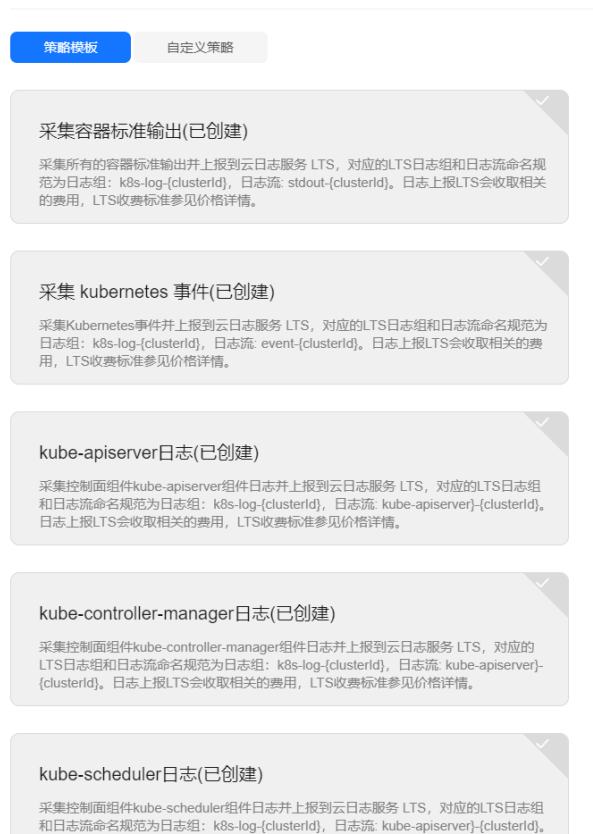 策略模板
自定义策略
采集容器标准输出(已创建)
采集所有的容器标准输出并上报到云日志服务 LTS，对应的LTS日志组和日志流命名规
范为日志组：k8s-log-{clusterId}，日志流: stdout-{clusterId}。日志上报LTS会收取相关
的费用，LTS收费标准参见价格详情。
采集 kubernetes 事件(已创建)
采集Kubernetes事件并上报到云日志服务 LTS，对应的LTS日志组和日志流命名规范为
日志组：k8s-log-{clusterId}，日志流: event-{clusterId}。日志上报LTS会收取相关的费
用，LTS收费标准参见价格详情。
kube-apiserver日志(已创建)
采集控制面组件kube-apiserver组件日志并上报到云日志服务 LTS，对应的LTS日志组
和日志流命名规范为日志组：k8s-log-{clusterId}，日志流: kube-apiserver}-{clusterId}。
日志上报LTS会收取相关的费用，LTS收费标准参见价格详情。
kube-controller-manager日志(已创建)
采集控制面组件kube-controller-manager组件日志并上报到云日志服务 LTS，对应的
LTS日志组和日志流命名规范为日志组：k8s-log-{clusterId}，日志流: kube-apiserver}-
{clusterId}。日志上报LTS会收取相关的费用，LTS收费标准参见价格详情。
kube-scheduler日志(已创建)
采集控制面组件kube-scheduler组件日志并上报到云日志服务 LTS，对应的LTS日志组
和日志流命名规范为日志组：k8s-log-{clusterId}，日志流: kube-apiserver}-{clusterId}。